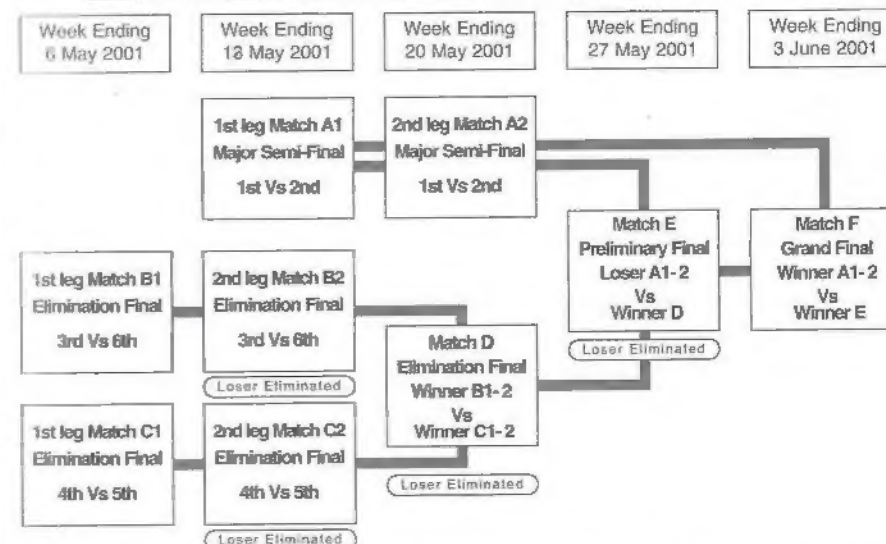 Week Ending
6 May 2001
Week Ending
13 May 2001
Week Ending
20 May 2001
Week Ending
27 May 2001
Week Ending
3 June 2001
1st leg Match A1
Major Semi-Final
1st Vs 2nd
2nd leg Match A2
Major Semi-Final
1st Vs 2nd
Match E
Preliminary Final
Loser A1-2
Vs
Winner D
Loser Eliminated
Match F
Grand Final
Winner A1-2
Vs
Winner E
1st leg Match B1
Elimination Final
3rd Vs 6th
2nd leg Match B2
Elimination Final
3rd Vs 6th
Loser Eliminated
Match D
Elimination Final
Winner B1-2
Vs
Winner C1-2
Loser Eliminated
1st leg Match C1
Elimination Final
4th Vs 5th
2nd leg Match C2
Elimination Final
4th Vs 5th
Loser Eliminated